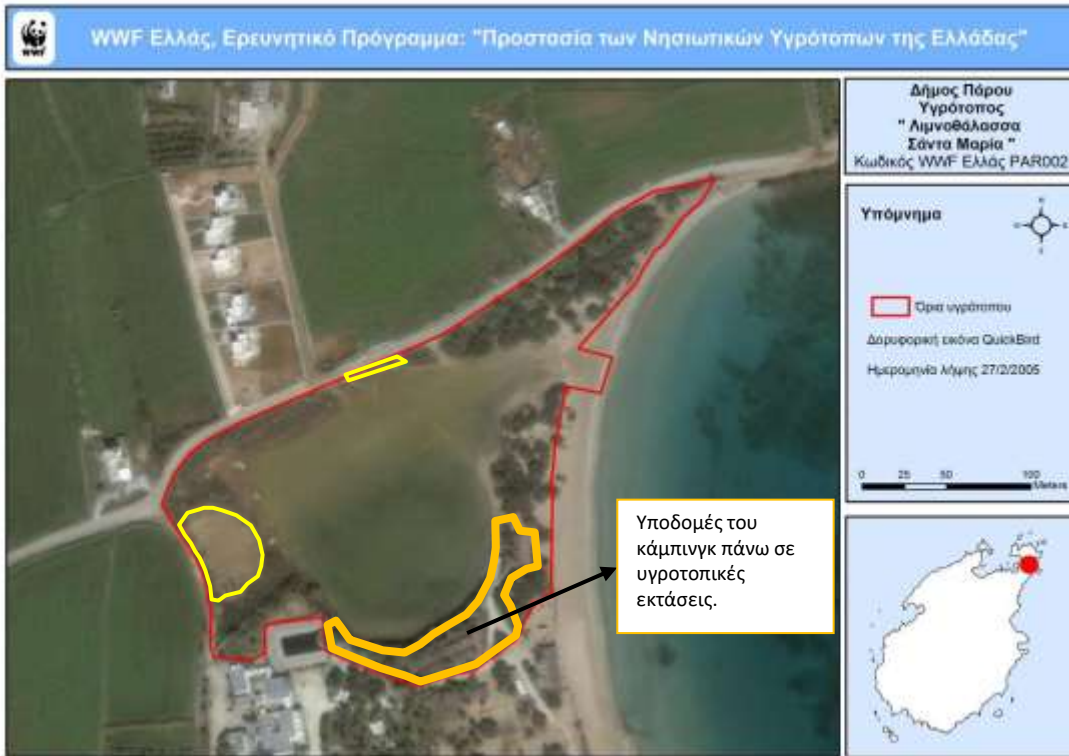 WWF
WWF Ελλάς, Ερευνητικό Πρόγραμμα: "Προστασία των Νησιωτικών Υγρότοπων της Ελλάδας"
Δήμος Πάρου
Υγρότοπος
" Λιμνοθάλασσα
Σάντα Μαρία "
Κωδικός WWF Ελλάς PAR002
Υπόμνημα
Όρια υγρότοπου
Δορυφορική εικόνα QuickBird
Ημερομηνία λήψης 27/2/2005
0 25 50 100
Meters
Υποδομές του
κάμπινγκ πάνω σε
υγροτοπικές
εκτάσεις.